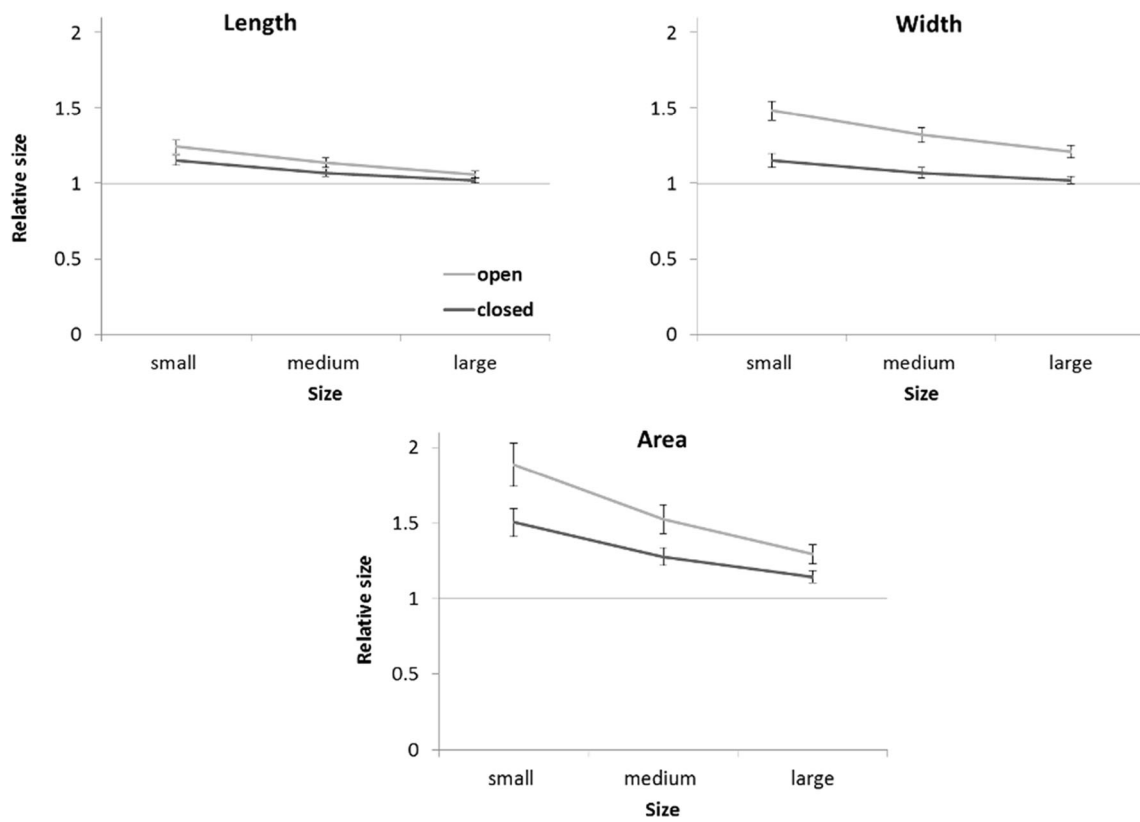 Length
2
1.5
1
0.5
0
Relative size
open
closed
small medium large
Size
Width
2
1.5
1
0.5
0
small medium large
Size
Area
2
1.5
1
0.5
0
Relative size
small medium large
Size